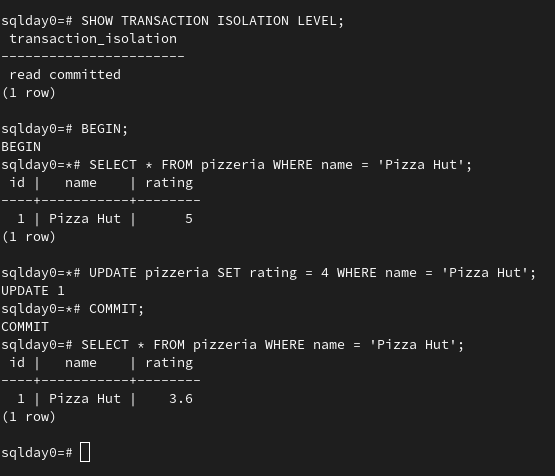 sqlday0=# SHOW TRANSACTION ISOLATION LEVEL;
 transaction_isolation
-----------------------
 read committed
(1 row)

sqlday0=# BEGIN;
BEGIN
sqlday0=*# SELECT * FROM pizzeria WHERE name = 'Pizza Hut';
 id |   name    | rating
----+-----------+--------
  1 | Pizza Hut |      5
(1 row)

sqlday0=*# UPDATE pizzeria SET rating = 4 WHERE name = 'Pizza Hut';
UPDATE 1
sqlday0=*# COMMIT;
COMMIT
sqlday0=# SELECT * FROM pizzeria WHERE name = 'Pizza Hut';
 id |   name    | rating
----+-----------+--------
  1 | Pizza Hut |    3.6
(1 row)

sqlday0=#